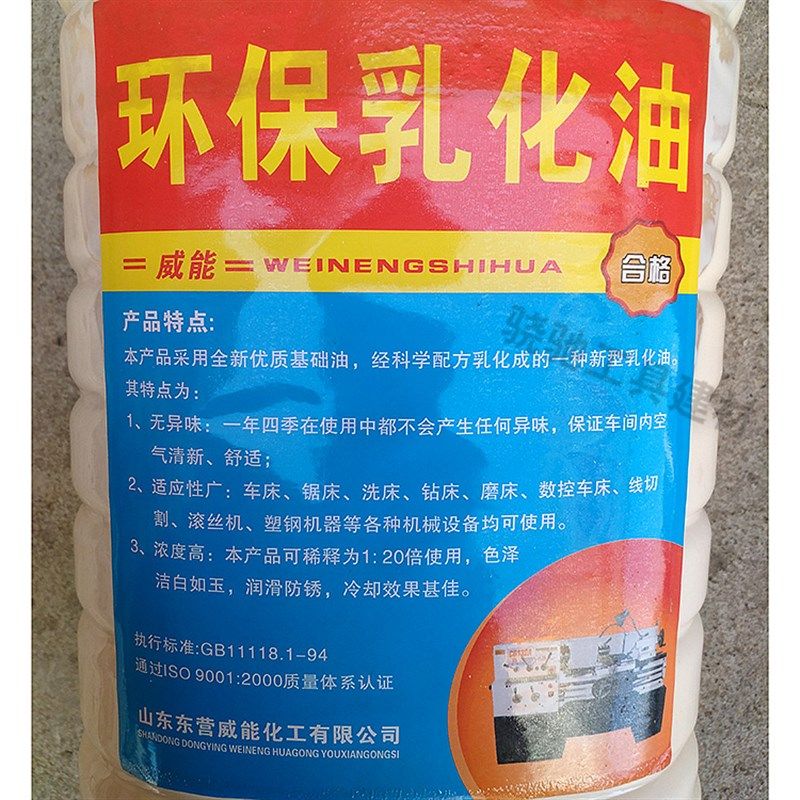 环保乳化油
=威能= WEINENGSHIHUA
合格
产品特点:
本产品采用全新优质基础油，经科学配方乳化成的一种新型乳化油。
其特点为：
1、无异味：一年四季在使用中都不会产生任何异味，保证车间内空
气清新、舒适；
2、适应性广：车床、锯床、洗床、钻床、磨床、数控车床、线切
割、滚丝机、塑钢机器等各种机械设备均可使用。
3、浓度高：本产品可稀释为1:20倍使用，色泽
洁白如玉，润滑防锈，冷却效果甚佳。
执行标准:GB11118.1-94
通过ISO 9001:2000质量体系认证
山东东营威能化工有限公司
SHANDONG DONGYING WEINENG HUAGONG YOUXIANGONGSI
骁驰工具建材